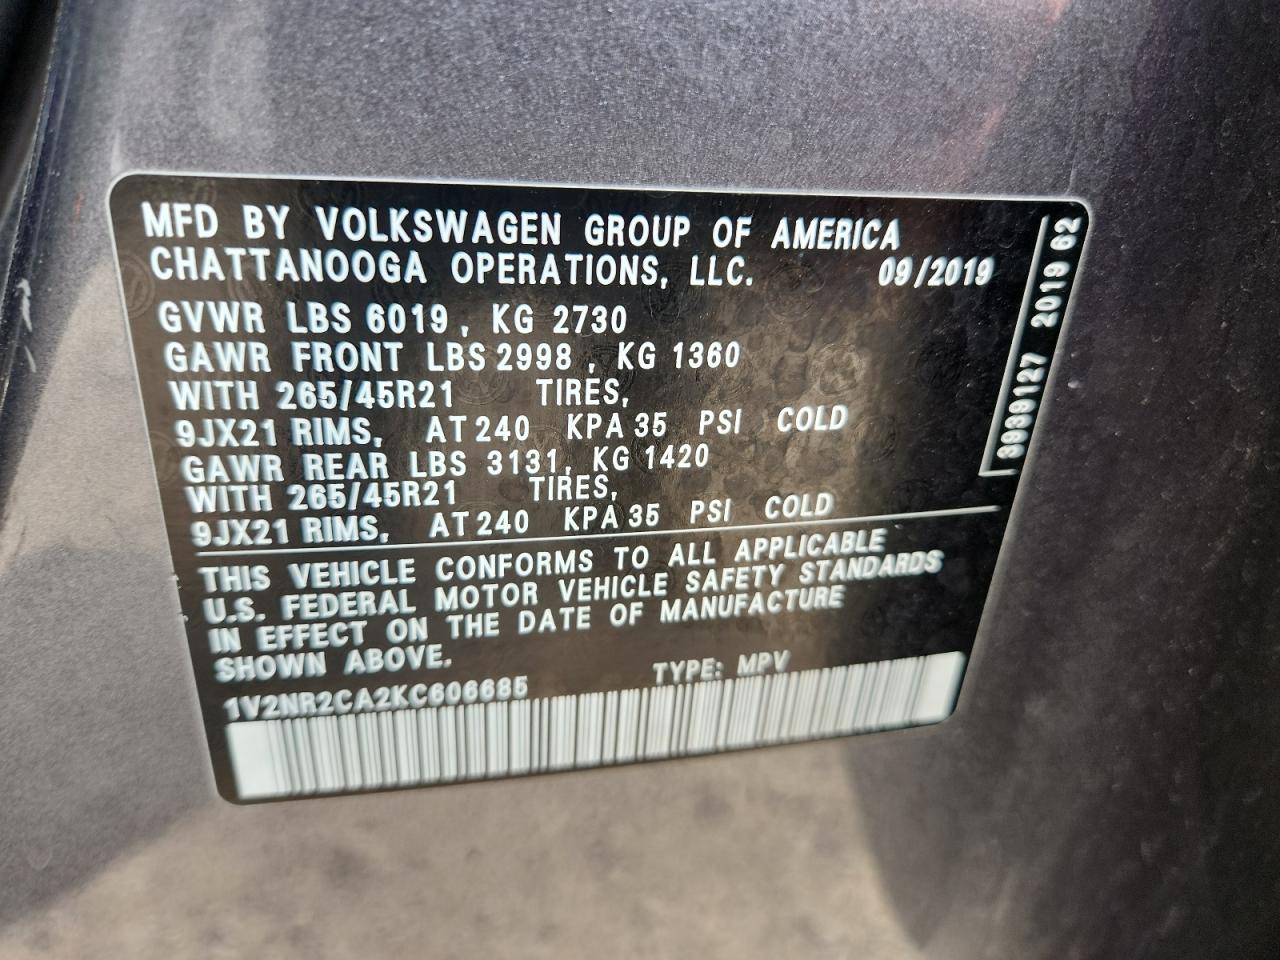 MFD BY VOLKSWAGEN GROUP OF AMERICA
CHATTANOOGA OPERATIONS, LLC. 09/2019
GVWR LBS 6019, KG 2730
GAWR FRONT LBS 2998, KG 1360
WITH 265/45R21 TIRES,
9JX21 RIMS, AT 240 KPA 35 PSI COLD
GAWR REAR LBS 3131, KG 1420
WITH 265/45R21 TIRES,
9JX21 RIMS, AT 240 KPA 35 PSI COLD
THIS VEHICLE CONFORMS TO ALL APPLICABLE
U.S. FEDERAL MOTOR VEHICLE SAFETY STANDARDS
IN EFFECT ON THE DATE OF MANUFACTURE
SHOWN ABOVE.
TYPE: MPV
1V2NR2CA2KC606685
3939127 2019 62